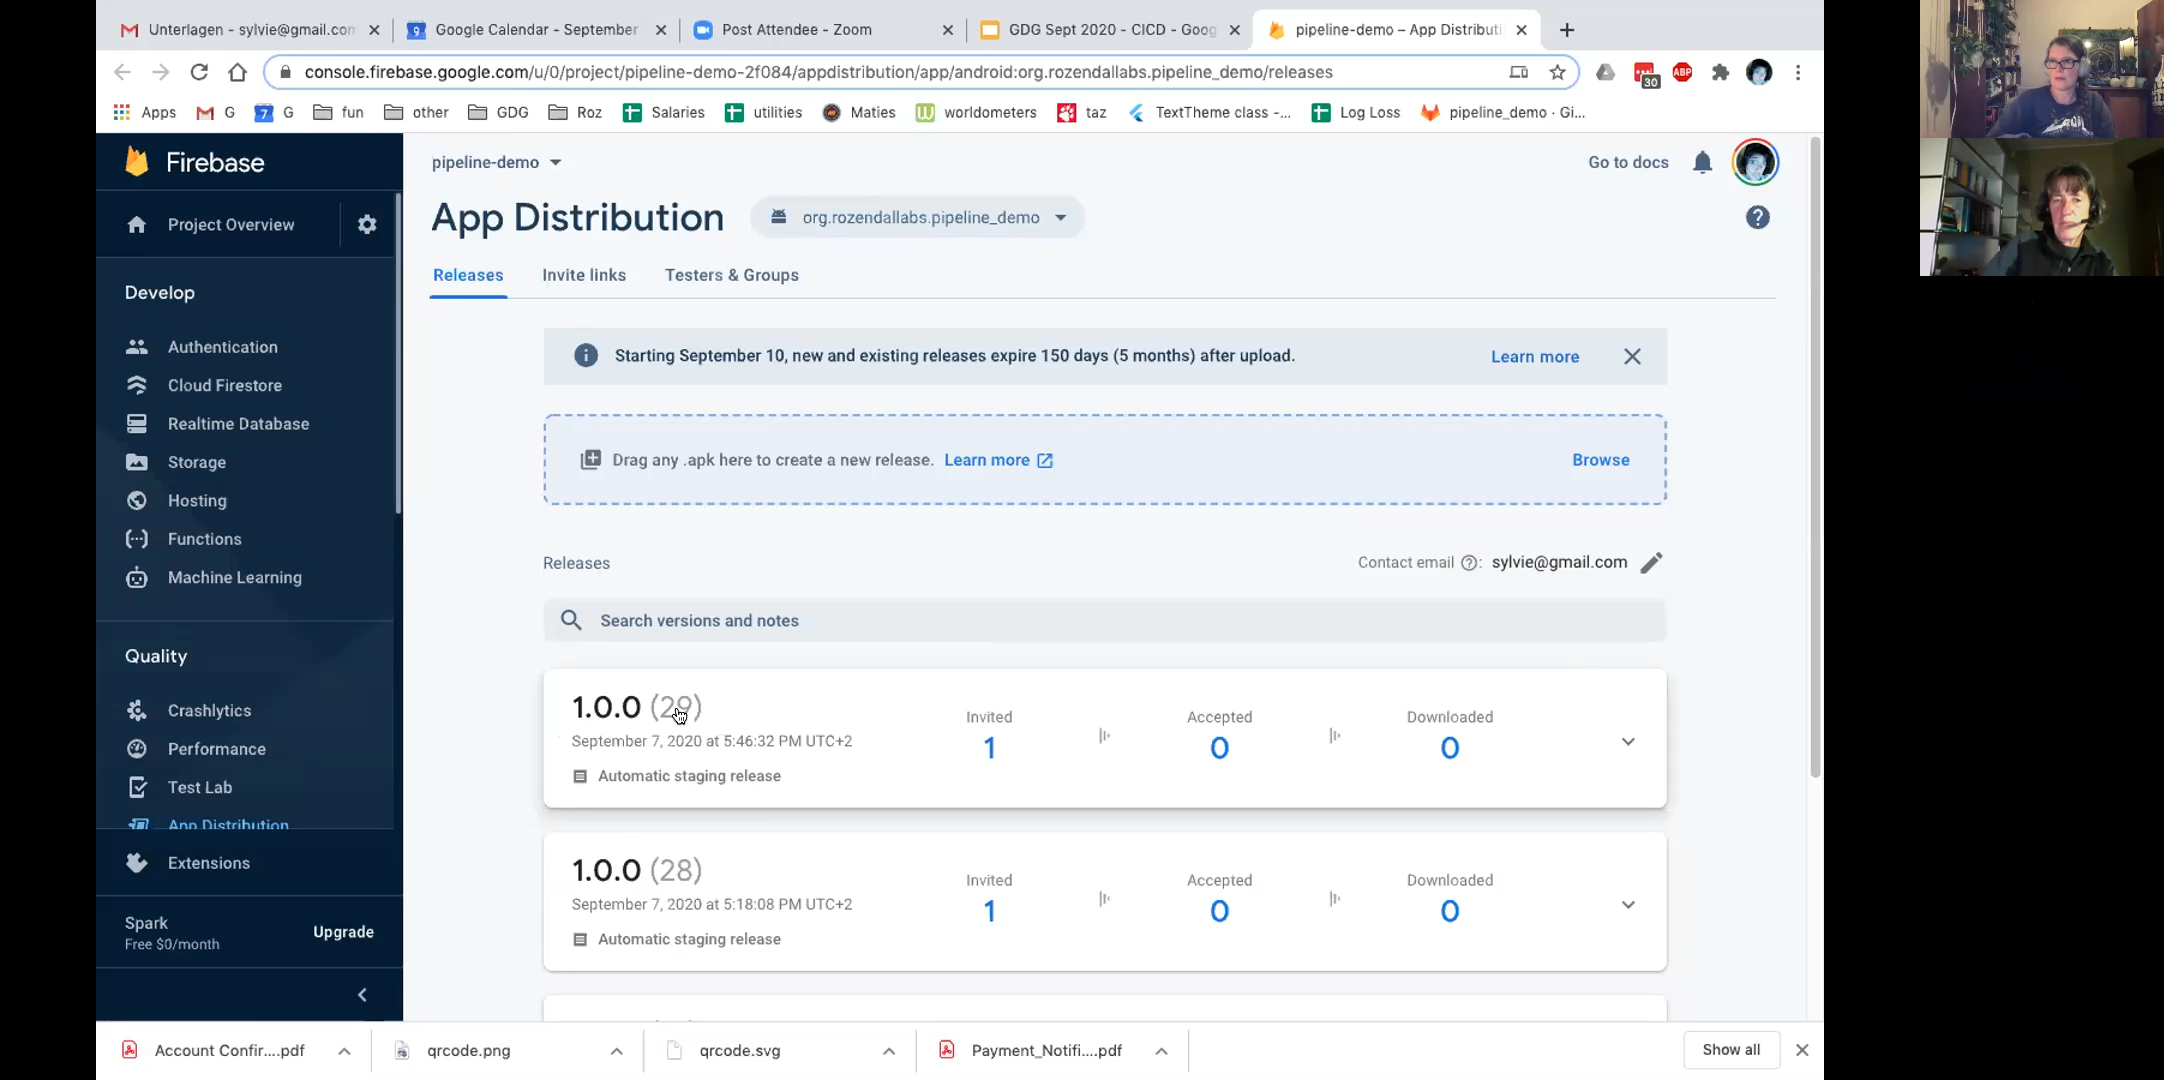 Unterlagen - sylvie@gmail.com
Google Calendar - September
Post Attendee - Zoom
GDG Sept 2020 - CICD - Goog
pipeline-demo – App Distributi
console.firebase.google.com/u/0/project/pipeline-demo-2f084/appdistribution/app/android:org.rozendallabs.pipeline_demo/releases
30
ABP
Apps
G
7
G
fun
other
GDG
Roz
Salaries
utilities
Maties
worldometers
taz
TextTheme class -...
Log Loss
pipeline_demo · Gi...
Firebase
Project Overview
Develop
Authentication
Cloud Firestore
Realtime Database
Storage
Hosting
Functions
Machine Learning
Quality
Crashlytics
Performance
Test Lab
App Distribution
Extensions
Spark
Free $0/month
Upgrade
pipeline-demo
Go to docs
App Distribution
org.rozendallabs.pipeline_demo
Releases
Invite links
Testers & Groups
Starting September 10, new and existing releases expire 150 days (5 months) after upload.
Learn more
Drag any .apk here to create a new release. Learn more
Browse
Releases
Contact email : sylvie@gmail.com
Search versions and notes
1.0.0 (29)
September 7, 2020 at 5:46:32 PM UTC+2
Automatic staging release
Invited
1
Accepted
0
Downloaded
0
1.0.0 (28)
September 7, 2020 at 5:18:08 PM UTC+2
Automatic staging release
Invited
1
Accepted
0
Downloaded
0
Account Confir....pdf
qrcode.png
qrcode.svg
Payment_Notifi....pdf
Show all